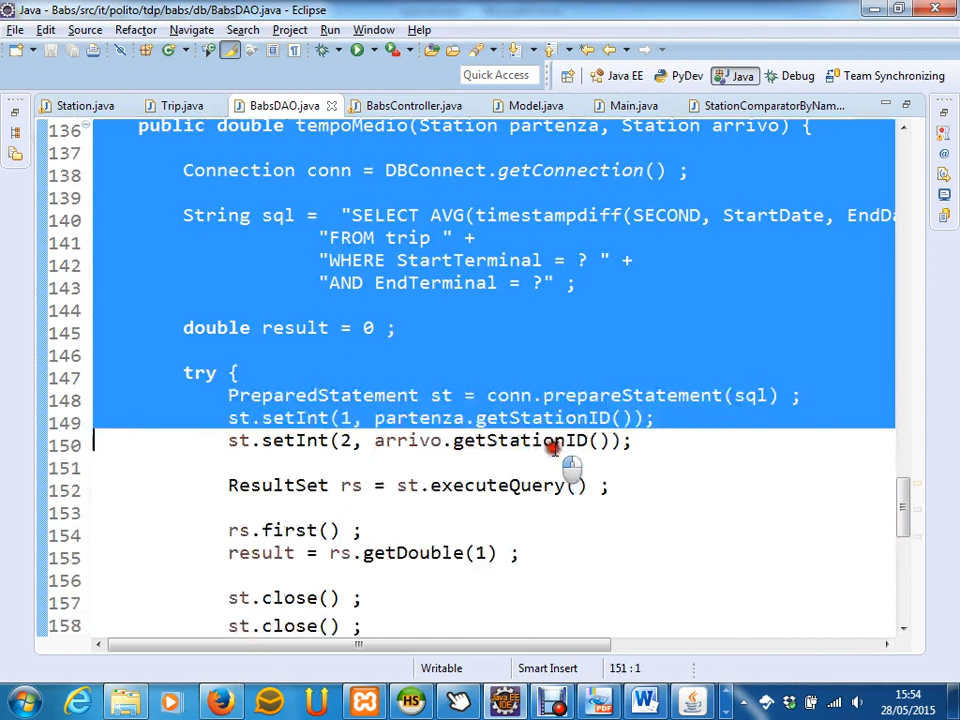 Java - Babs/src/it/polito/tdp/babs/db/BabsDAO.java - Eclipse
File Edit Source Refactor Navigate Search Project Run Window Help
Quick Access Java EE PyDev Java Debug Team Synchronizing
Station.java Trip.java BabsDAO.java BabsController.java Model.java Main.java StationComparatorByNam...
136 public double tempoMedio(Station partenza, Station arrivo) {
137
138 Connection conn = DBConnect.getConnection() ;
139
140 String sql = "SELECT AVG(timestampdiff(SECOND, StartDate, EndDa
141 "FROM trip " +
142 "WHERE StartTerminal = ? " +
143 "AND EndTerminal = ?" ;
144
145 double result = 0 ;
146
147 try {
148 PreparedStatement st = conn.prepareStatement(sql) ;
149 st.setInt(1, partenza.getStationID());
150 st.setInt(2, arrivo.getStationID());
151
152 ResultSet rs = st.executeQuery() ;
153
154 rs.first() ;
155 result = rs.getDouble(1) ;
156
157 st.close() ;
158 st.close() ;
Writable Smart Insert 151 : 1
15:54
28/05/2015